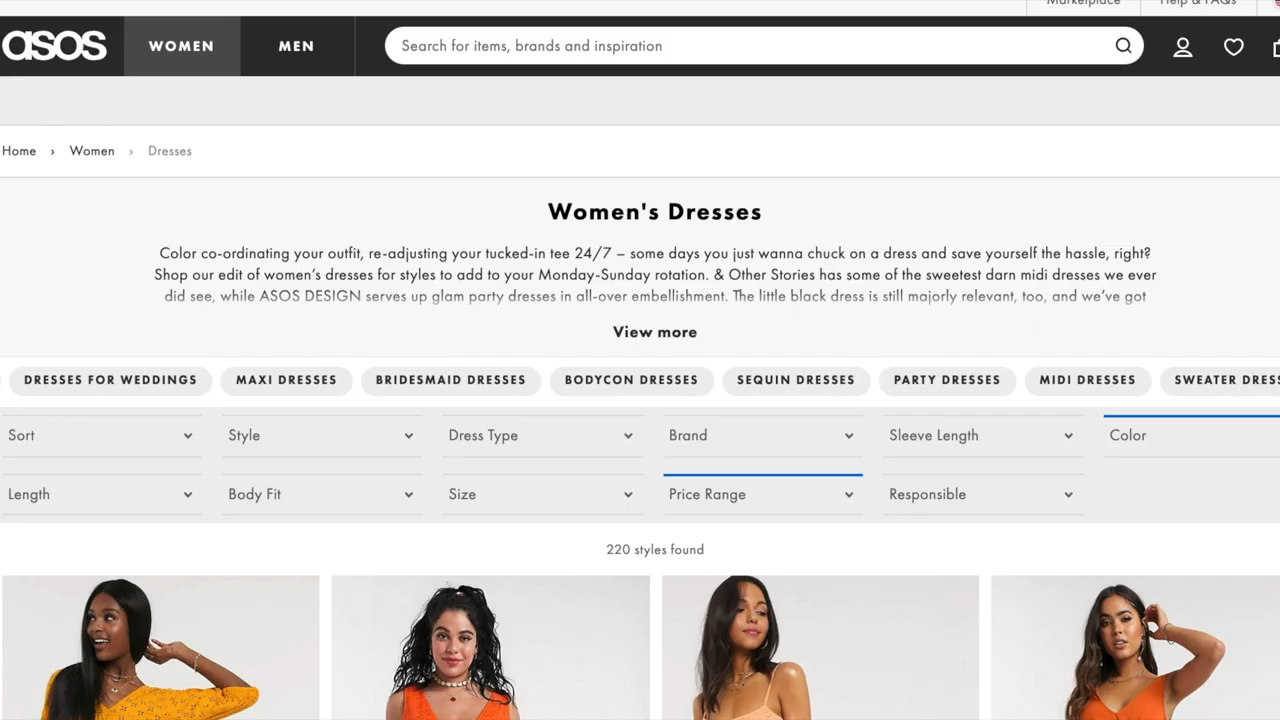 Marketplace
Help & FAQs
asos
WOMEN
MEN
Search for items, brands and inspiration
Home › Women › Dresses
Women's Dresses
Color co-ordinating your outfit, re-adjusting your tucked-in tee 24/7 – some days you just wanna chuck on a dress and save yourself the hassle, right?
Shop our edit of women’s dresses for styles to add to your Monday-Sunday rotation. & Other Stories has some of the sweetest darn midi dresses we ever
did see, while ASOS DESIGN serves up glam party dresses in all-over embellishment. The little black dress is still majorly relevant, too, and we’ve got
View more
DRESSES FOR WEDDINGS
MAXI DRESSES
BRIDESMAID DRESSES
BODYCON DRESSES
SEQUIN DRESSES
PARTY DRESSES
MIDI DRESSES
SWEATER DRESS
Sort
Style
Dress Type
Brand
Sleeve Length
Color
Length
Body Fit
Size
Price Range
Responsible
220 styles found